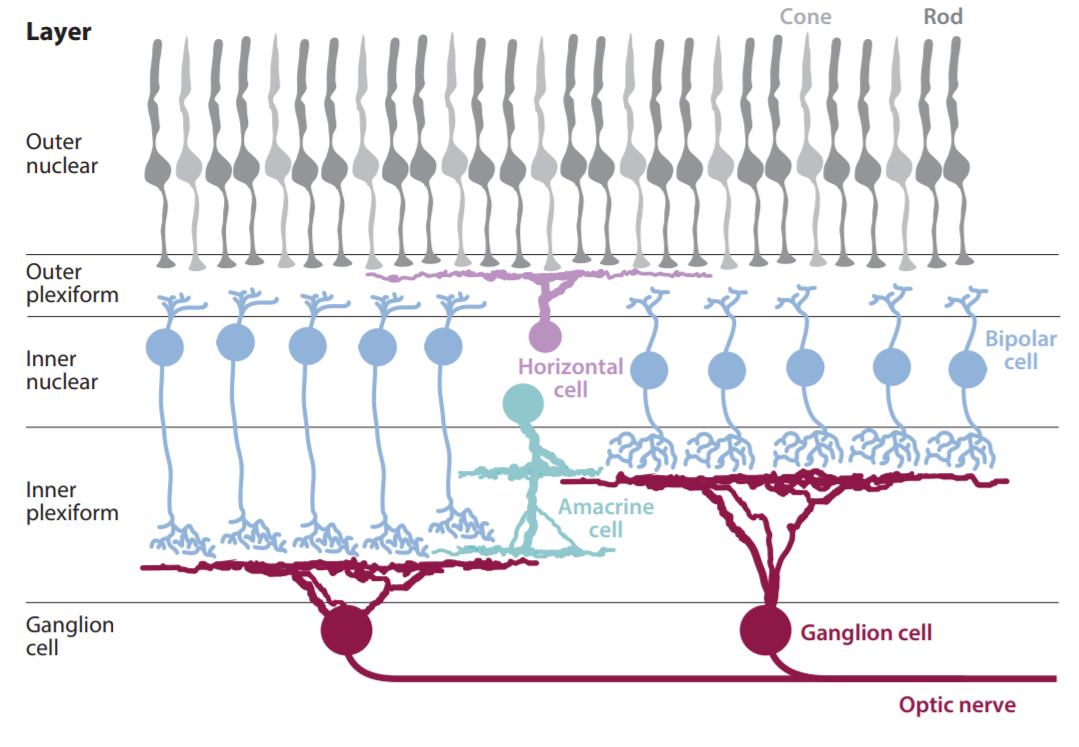 Layer
Cone
Rod
Outer
nuclear
Outer
plexiform
Inner
nuclear
Horizontal
cell
Bipolar
cell
Inner
plexiform
Amacrine
cell
Ganglion
cell
Ganglion cell
Optic nerve